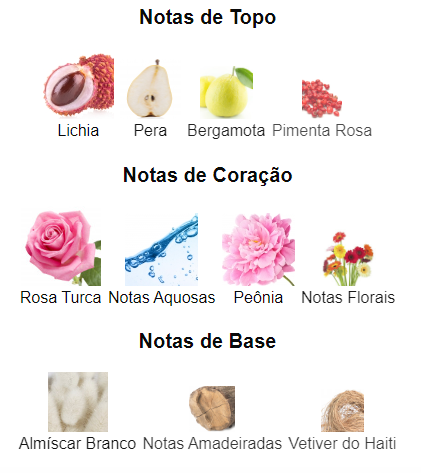 Notas de Topo
Lichia Pera Bergamota Pimenta Rosa
Notas de Coração
Rosa Turca Notas Aquosas Peônia Notas Florais
Notas de Base
Almíscar Branco Notas Amadeiradas Vetiver do Haiti